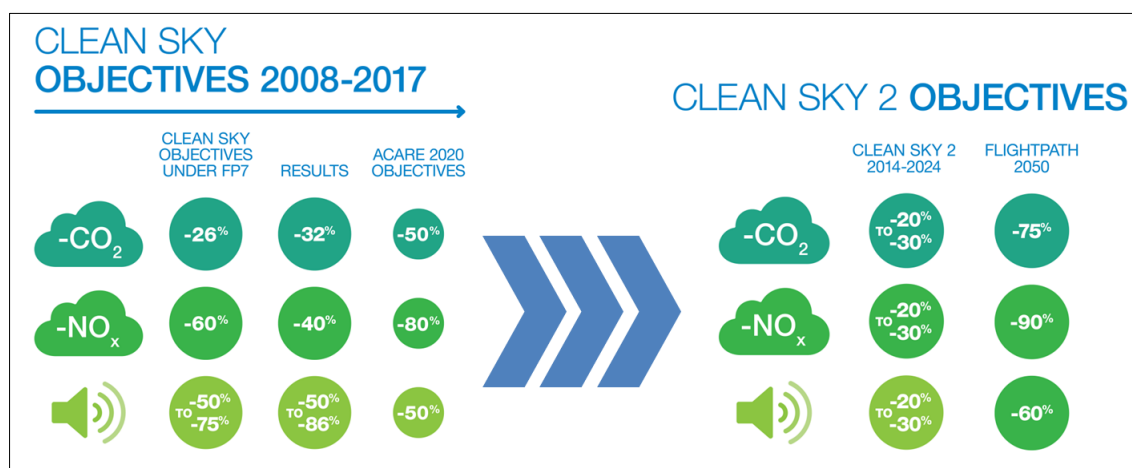 CLEAN SKY
OBJECTIVES 2008-2017
CLEAN SKY
OBJECTIVES
UNDER FP7
RESULTS
ACARE 2020
OBJECTIVES
-CO2
-26%
-32%
-50%
-NOx
-60%
-40%
-80%
-50%
TO -75%
-50%
TO -86%
-50%
CLEAN SKY 2 OBJECTIVES
CLEAN SKY 2
2014-2024
FLIGHTPATH
2050
-CO2
-20%
TO -30%
-75%
-NOx
-20%
TO -30%
-90%
-20%
TO -30%
-60%